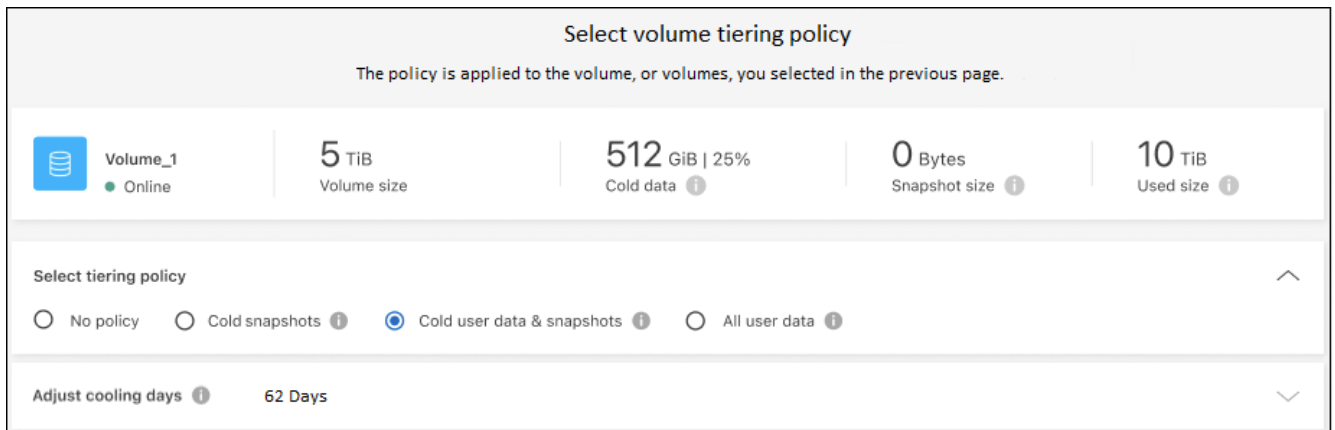 Select volume tiering policy
The policy is applied to the volume, or volumes, you selected in the previous page.
Volume_1
Online
5 TiB
Volume size
512 GiB | 25%
Cold data
0 Bytes
Snapshot size
10 TiB
Used size
Select tiering policy
No policy Cold snapshots Cold user data & snapshots All user data
Adjust cooling days 62 Days